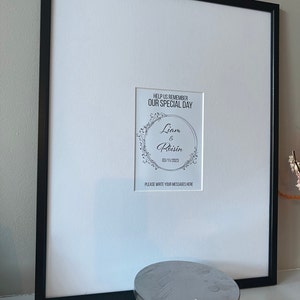 HELP US REMEMBER
OUR SPECIAL DAY
Liam
&
Roisin
PLEASE WRITE YOUR MESSAGES HERE